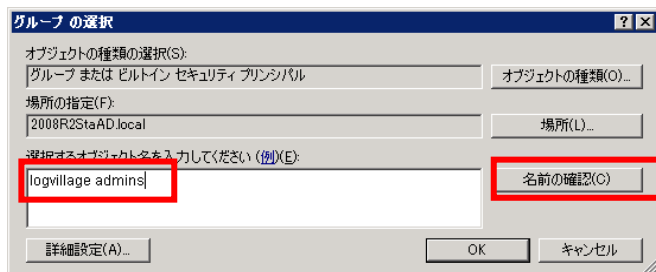 グループ の選択
オブジェクトの種類の選択(S):
グループ または ビルトイン セキュリティ プリンシパル
オブジェクトの種類(O)...
場所の指定(F):
2008R2StaAD.local
場所(L)...
選択するオブジェクト名を入力してください (例)(E):
logvillage admins
名前の確認(C)
詳細設定(A)...
OK
キャンセル